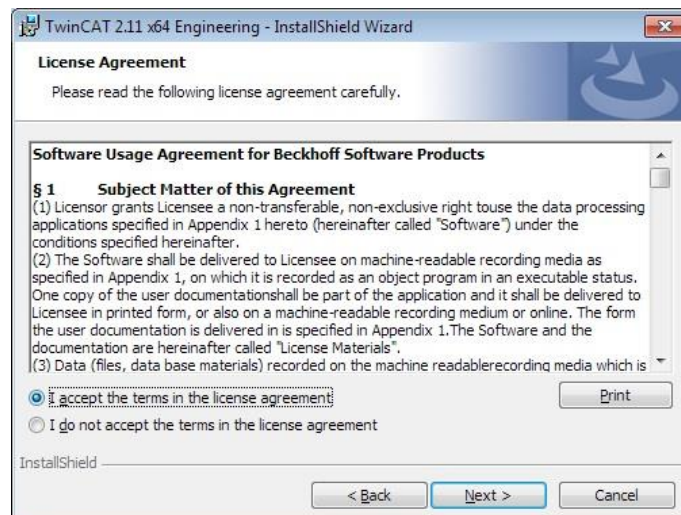 TwinCAT 2.11 x64 Engineering - InstallShield Wizard
License Agreement
Please read the following license agreement carefully.
Software Usage Agreement for Beckhoff Software Products
§ 1 Subject Matter of this Agreement
(1) Licensor grants Licensee a non-transferable, non-exclusive right touse the data processing
applications specified in Appendix 1 hereto (hereinafter called "Software") under the
conditions specified hereinafter.
(2) The Software shall be delivered to Licensee on machine-readable recording media as
specified in Appendix 1, on which it is recorded as an object program in an executable status.
One copy of the user documentationshall be part of the application and it shall be delivered to
Licensee in printed form, or also on a machine-readable recording medium or online. The form
the user documentation is delivered in is specified in Appendix 1.The Software and the
documentation are hereinafter called "License Materials".
(3) Data (files, data base materials) recorded on the machine readablerecording media which is
I accept the terms in the license agreement
Print
I do not accept the terms in the license agreement
InstallShield
< Back Next > Cancel